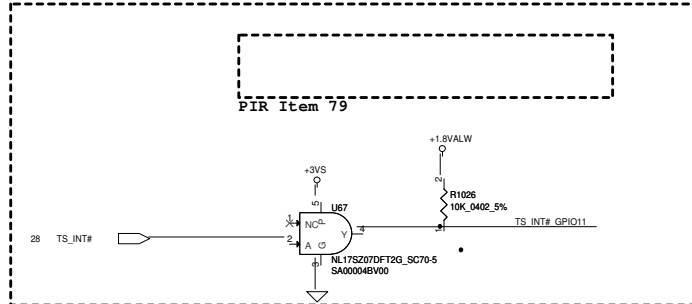 PIR Item 79
+1.8VALW
+3VS
2
R1026
10K_0402_5%
5
U67
1
NC
P
4
1
TS_INT#_GPIO11
Y
28
TS_INT#
2
A
G
3
NL17SZ07DFT2G_SC70-5
SA00004BV00